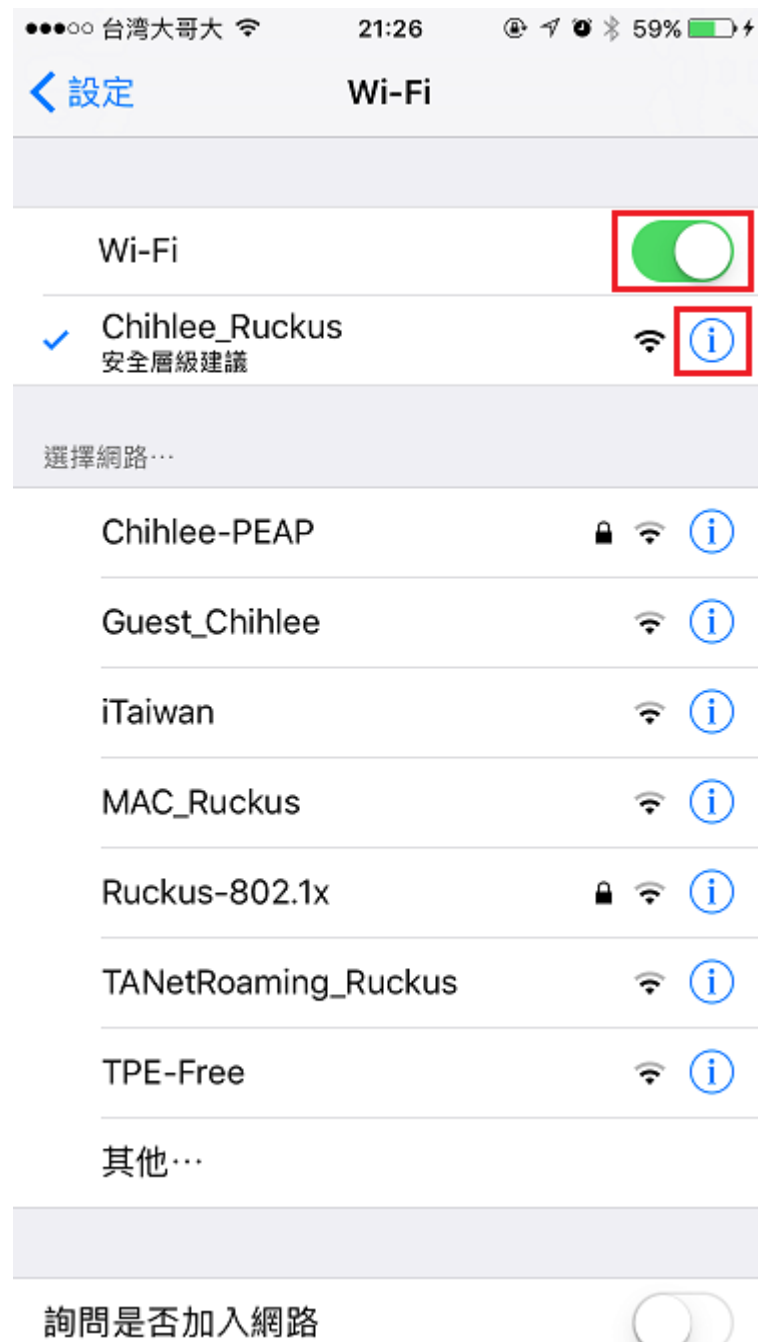 台灣大哥大 21:26 59%
設定 Wi-Fi
Wi-Fi
Chihlee_Ruckus
安全層級建議
選擇網路⋯
Chihlee-PEAP
Guest_Chihlee
iTaiwan
MAC_Ruckus
Ruckus-802.1x
TANetRoaming_Ruckus
TPE-Free
其他⋯
詢問是否加入網路